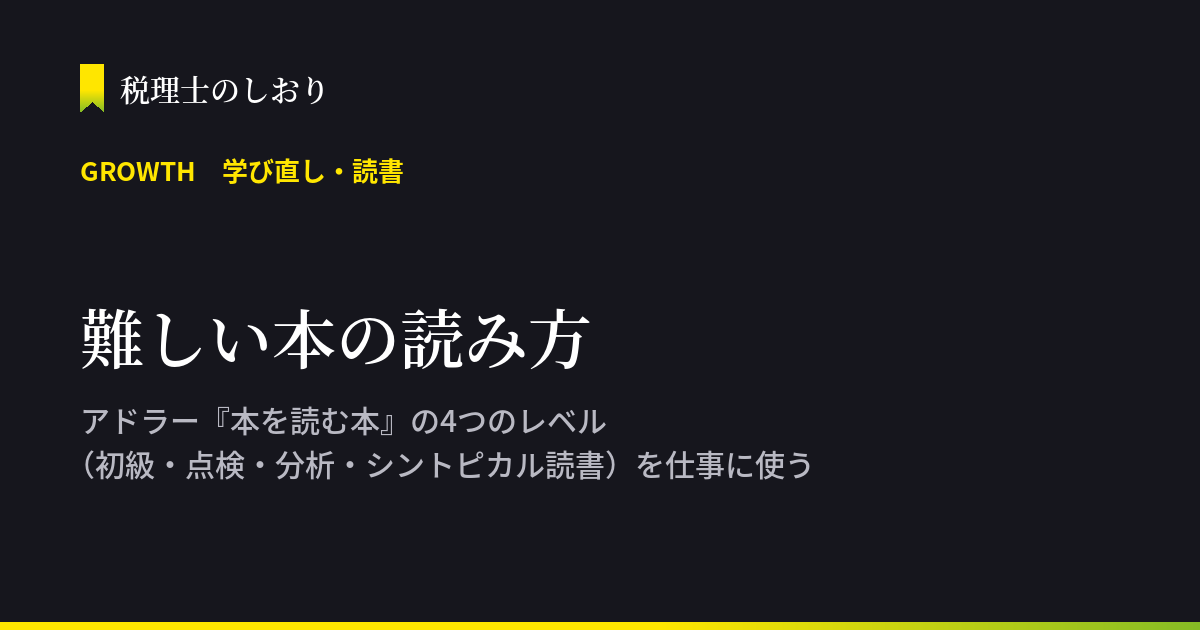 税理士のしおり
GROWTH 学び直し・読書
難しい本の読み方
アドラー『本を読む本』の4つのレベル
（初級・点検・分析・シントピカル読書）を仕事に使う